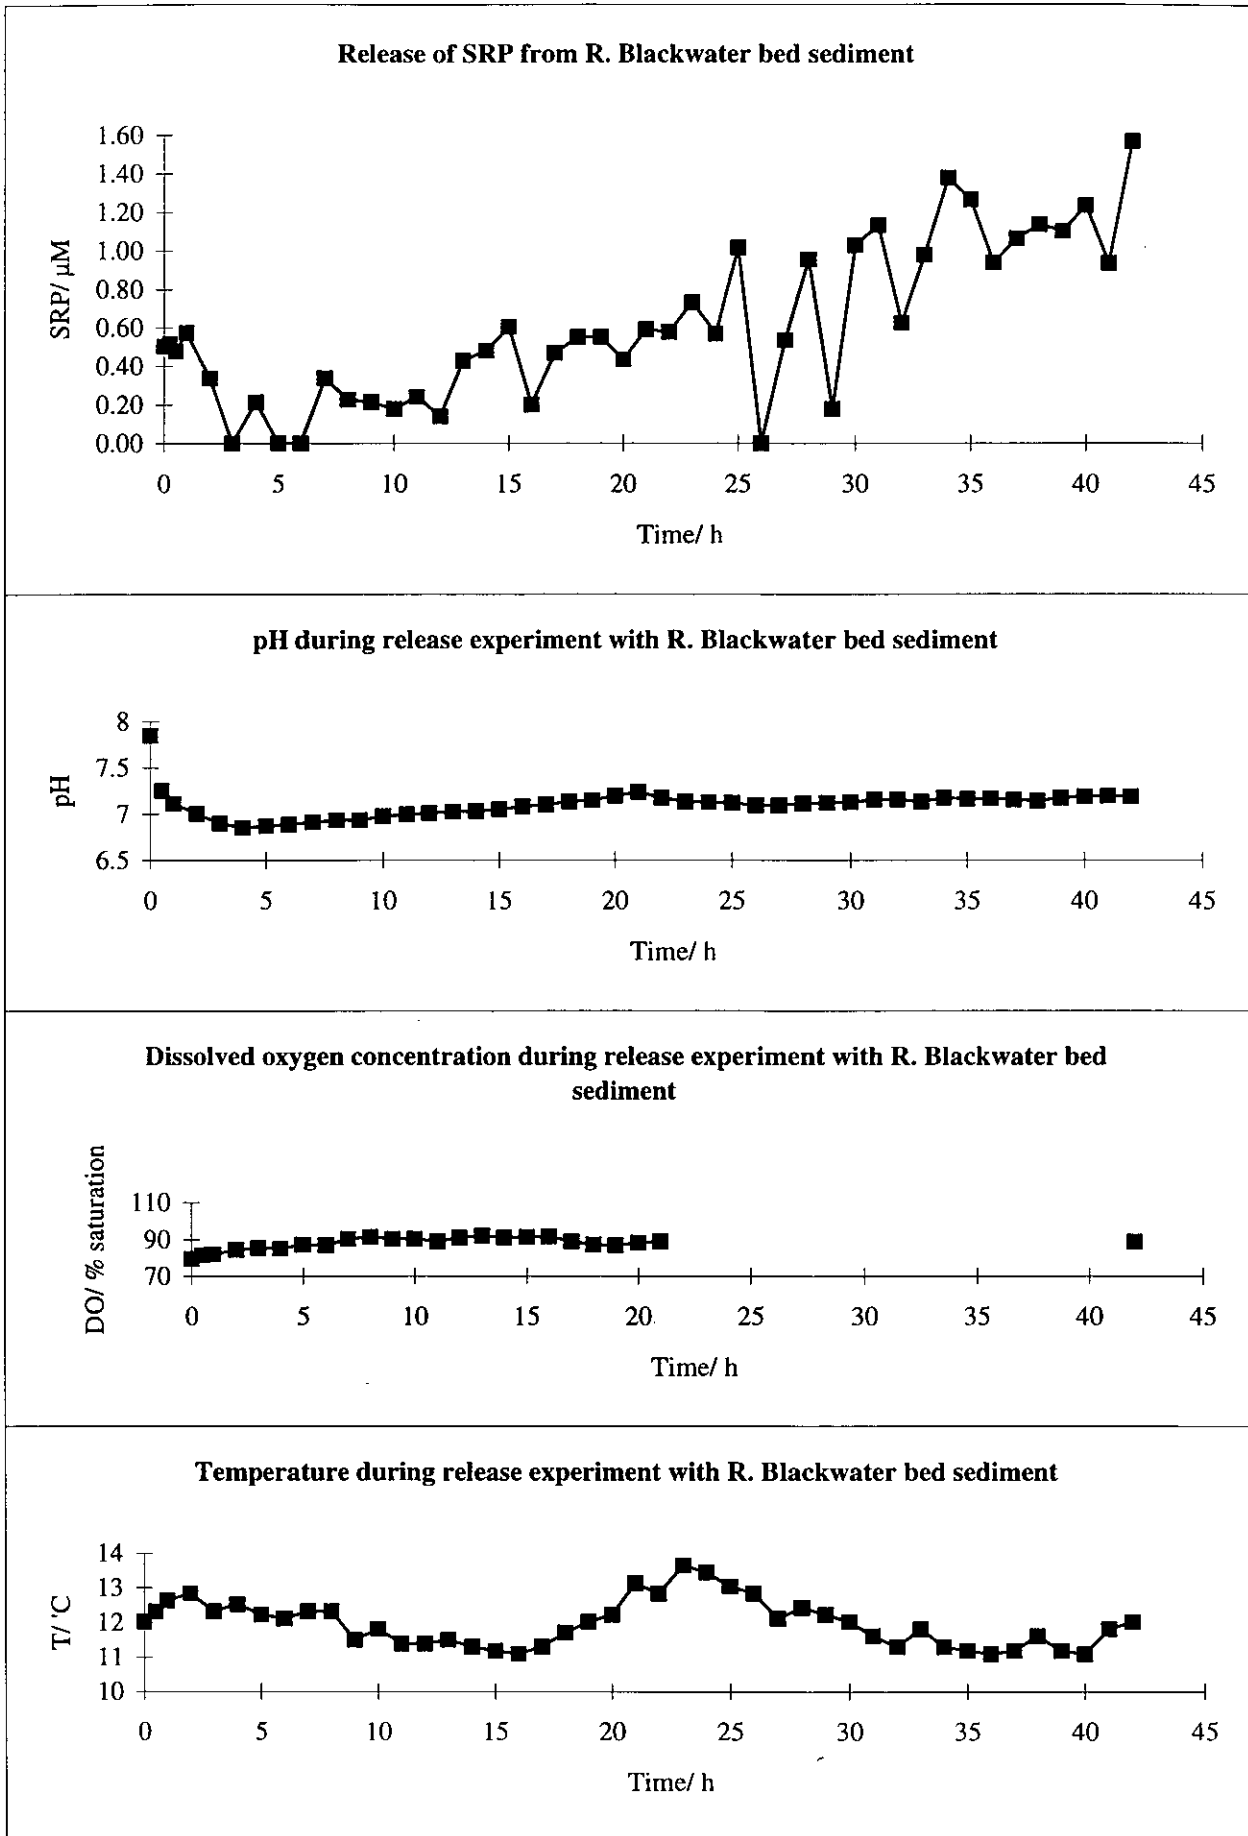 Release of SRP from R. Blackwater bed sediment
1.60
1.40
1.20
1.00
0.80
0.60
0.40
0.20
0.00
SRP/ µM
0 5 10 15 20 25 30 35 40 45
Time/ h
pH during release experiment with R. Blackwater bed sediment
8
7.5
7
6.5
pH
0 5 10 15 20 25 30 35 40 45
Time/ h
Dissolved oxygen concentration during release experiment with R. Blackwater bed
sediment
110
90
70
DO/ % saturation
0 5 10 15 20 25 30 35 40 45
Time/ h
Temperature during release experiment with R. Blackwater bed sediment
14
13
12
11
10
T/ 'C
0 5 10 15 20 25 30 35 40 45
Time/ h